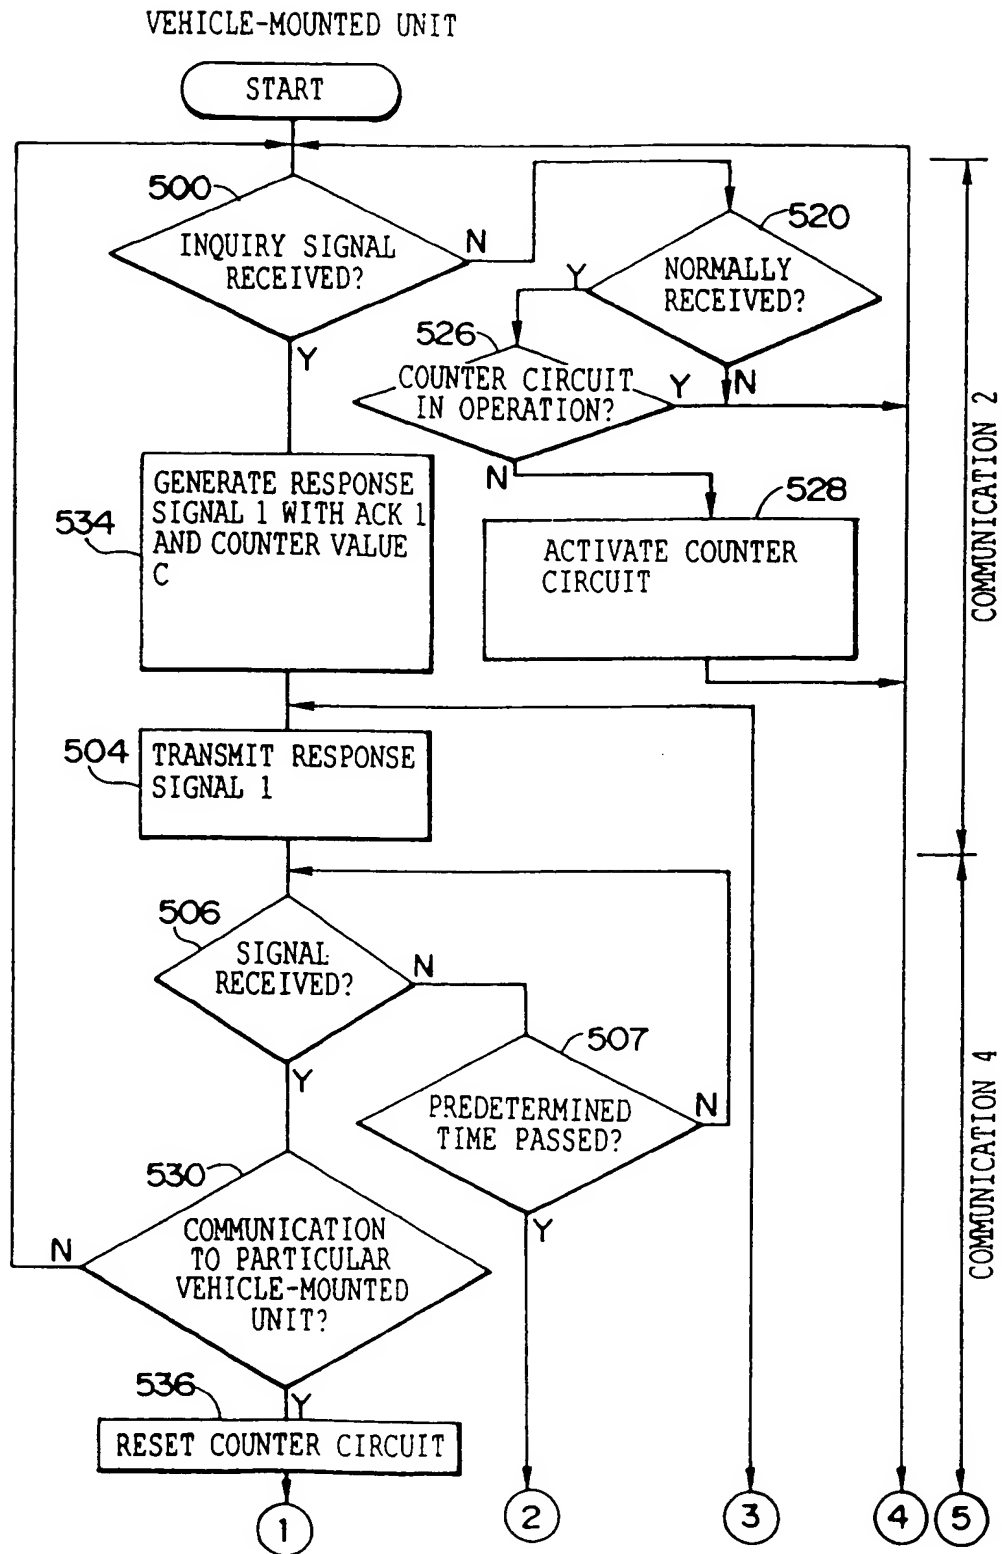 VEHICLE-MOUNTED UNIT
START
500
INQUIRY SIGNAL
RECEIVED?
N
Y
520
NORMALLY
RECEIVED?
Y
N
526
COUNTER CIRCUIT
IN OPERATION?
Y
N
534
GENERATE RESPONSE
SIGNAL 1 WITH ACK 1
AND COUNTER VALUE
C
528
ACTIVATE COUNTER
CIRCUIT
COMMUNICATION 2
504
TRANSMIT RESPONSE
SIGNAL 1
506
SIGNAL
RECEIVED?
N
Y
507
PREDETERMINED
TIME PASSED?
N
Y
530
COMMUNICATION
TO PARTICULAR
VEHICLE-MOUNTED
UNIT?
N
Y
COMMUNICATION 4
536
RESET COUNTER CIRCUIT
1
2
3
4
5